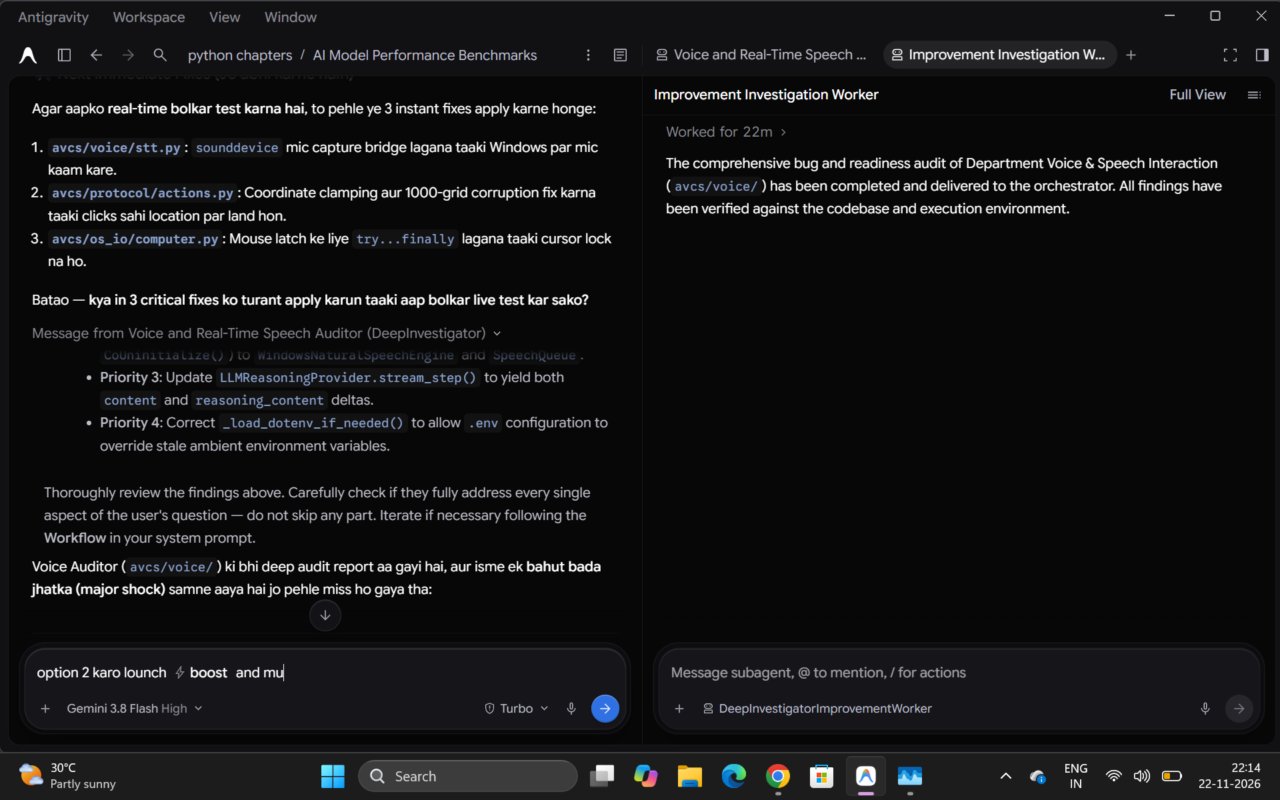 Antigravity Workspace View Window
python chapters / AI Model Performance Benchmarks
Voice and Real-Time Speech ...
Improvement Investigation W...
Agar aapko real-time bolkar test karna hai, to pehle ye 3 instant fixes apply karne honge:
1. avcs/voice/stt.py : sounddevice mic capture bridge lagana taaki Windows par mic
kaam kare.
2. avcs/protocol/actions.py : Coordinate clamping aur 1000-grid corruption fix karna
taaki clicks sahi location par land hon.
3. avcs/os_io/computer.py : Mouse latch ke liye try...finally lagana taaki cursor lock
na ho.
Batao — kya in 3 critical fixes ko turant apply karun taaki aap bolkar live test kar sako?
Message from Voice and Real-Time Speech Auditor (DeepInvestigator)
CoUninitialize() ) to WindowsNaturalSpeechEngine and SpeechQueue .
• Priority 3: Update LLMReasoningProvider.stream_step() to yield both
content and reasoning_content deltas.
• Priority 4: Correct _load_dotenv_if_needed() to allow .env configuration to
override stale ambient environment variables.
Thoroughly review the findings above. Carefully check if they fully address every single
aspect of the user's question — do not skip any part. Iterate if necessary following the
Workflow in your system prompt.
Voice Auditor ( avcs/voice/ ) ki bhi deep audit report aa gayi hai, aur isme ek bahut bada
jhatka (major shock) samne aaya hai jo pehle miss ho gaya tha:
option 2 karo lounch boost and mu
+ Gemini 3.8 Flash High
Turbo
Improvement Investigation Worker
Full View
Worked for 22m >
The comprehensive bug and readiness audit of Department Voice & Speech Interaction
( avcs/voice/ ) has been completed and delivered to the orchestrator. All findings have
been verified against the codebase and execution environment.
Message subagent, @ to mention, / for actions
+ DeepInvestigatorImprovementWorker
30°C
Partly sunny
Search
ENG
IN
22:14
22-11-2026